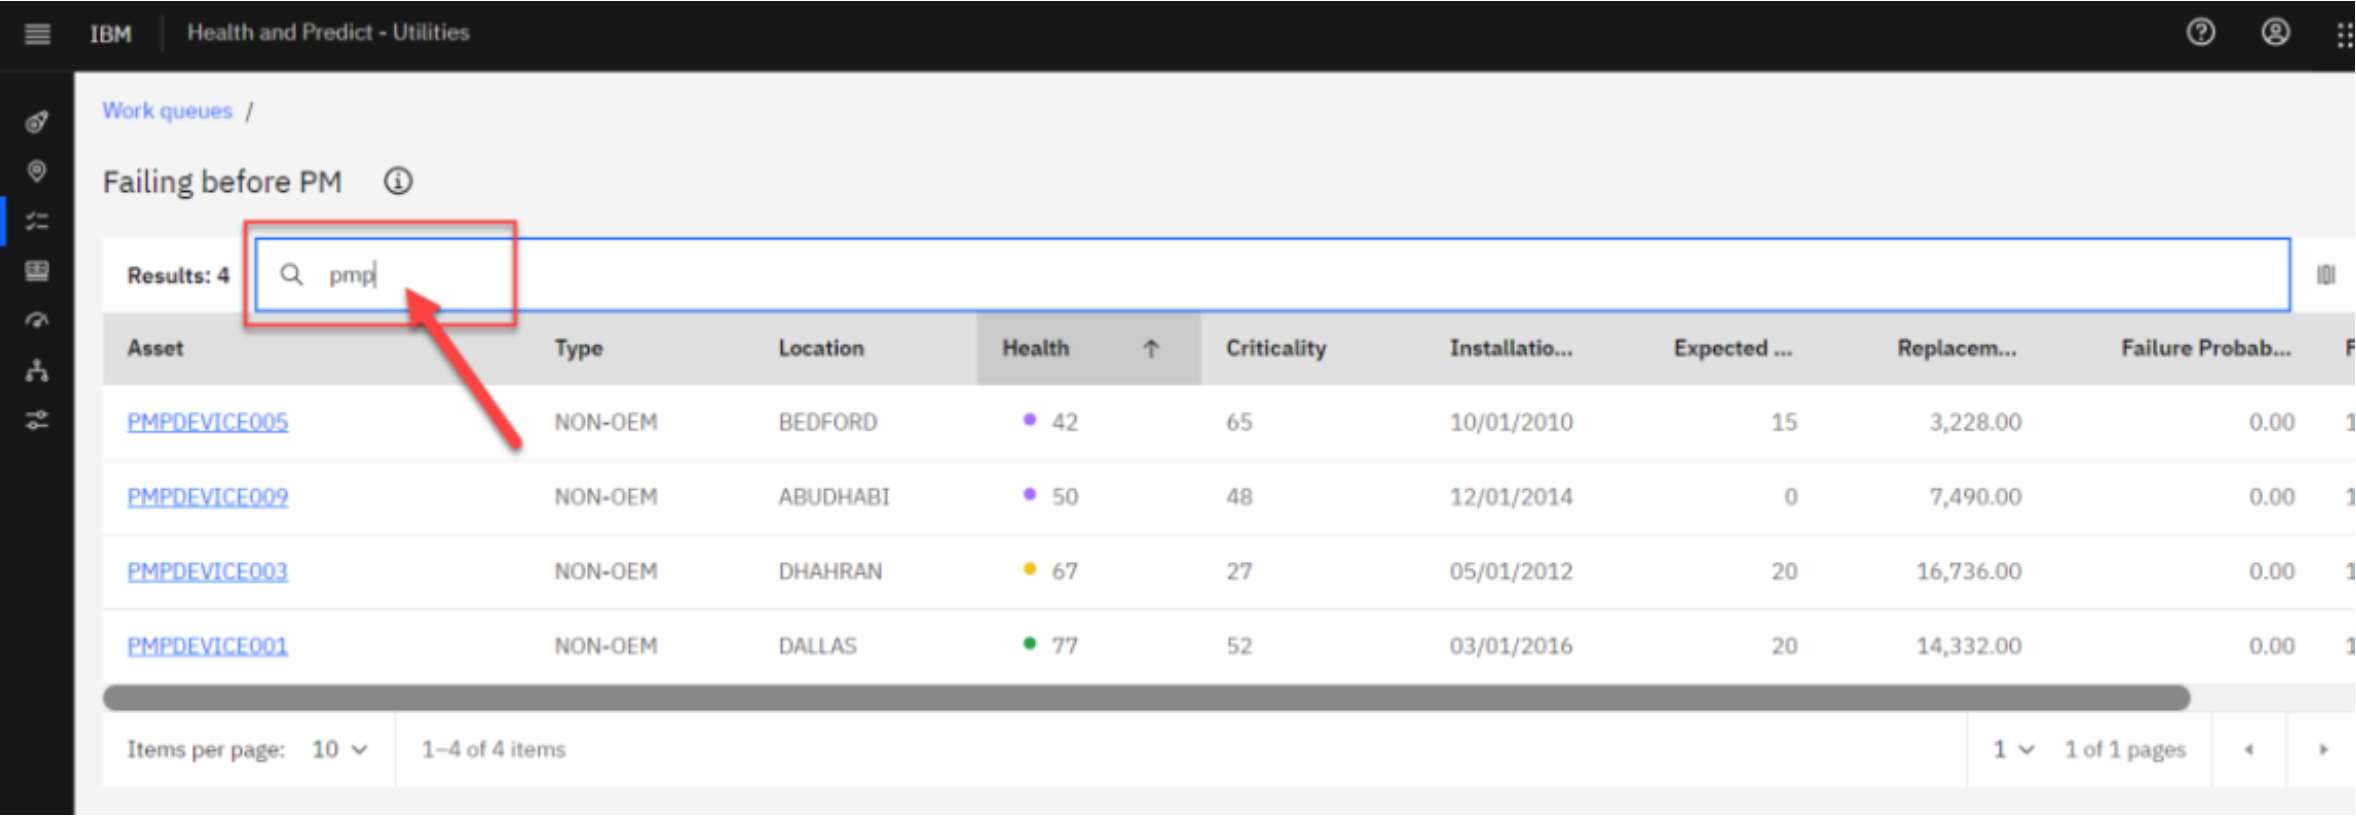 IBM Health and Predict - Utilities
Work queues /
Failing before PM
Results: 4 pmp
Asset Type Location Health Criticality Installatio... Expected ... Replacem... Failure Probab... F
PMPDEVICE005 NON-OEM BEDFORD 42 65 10/01/2010 15 3,228.00 0.00 1
PMPDEVICE009 NON-OEM ABUDHABI 50 48 12/01/2014 0 7,490.00 0.00 1
PMPDEVICE003 NON-OEM DHAHRAN 67 27 05/01/2012 20 16,736.00 0.00 1
PMPDEVICE001 NON-OEM DALLAS 77 52 03/01/2016 20 14,332.00 0.00 1
Items per page: 10 1–4 of 4 items 1 1 of 1 pages